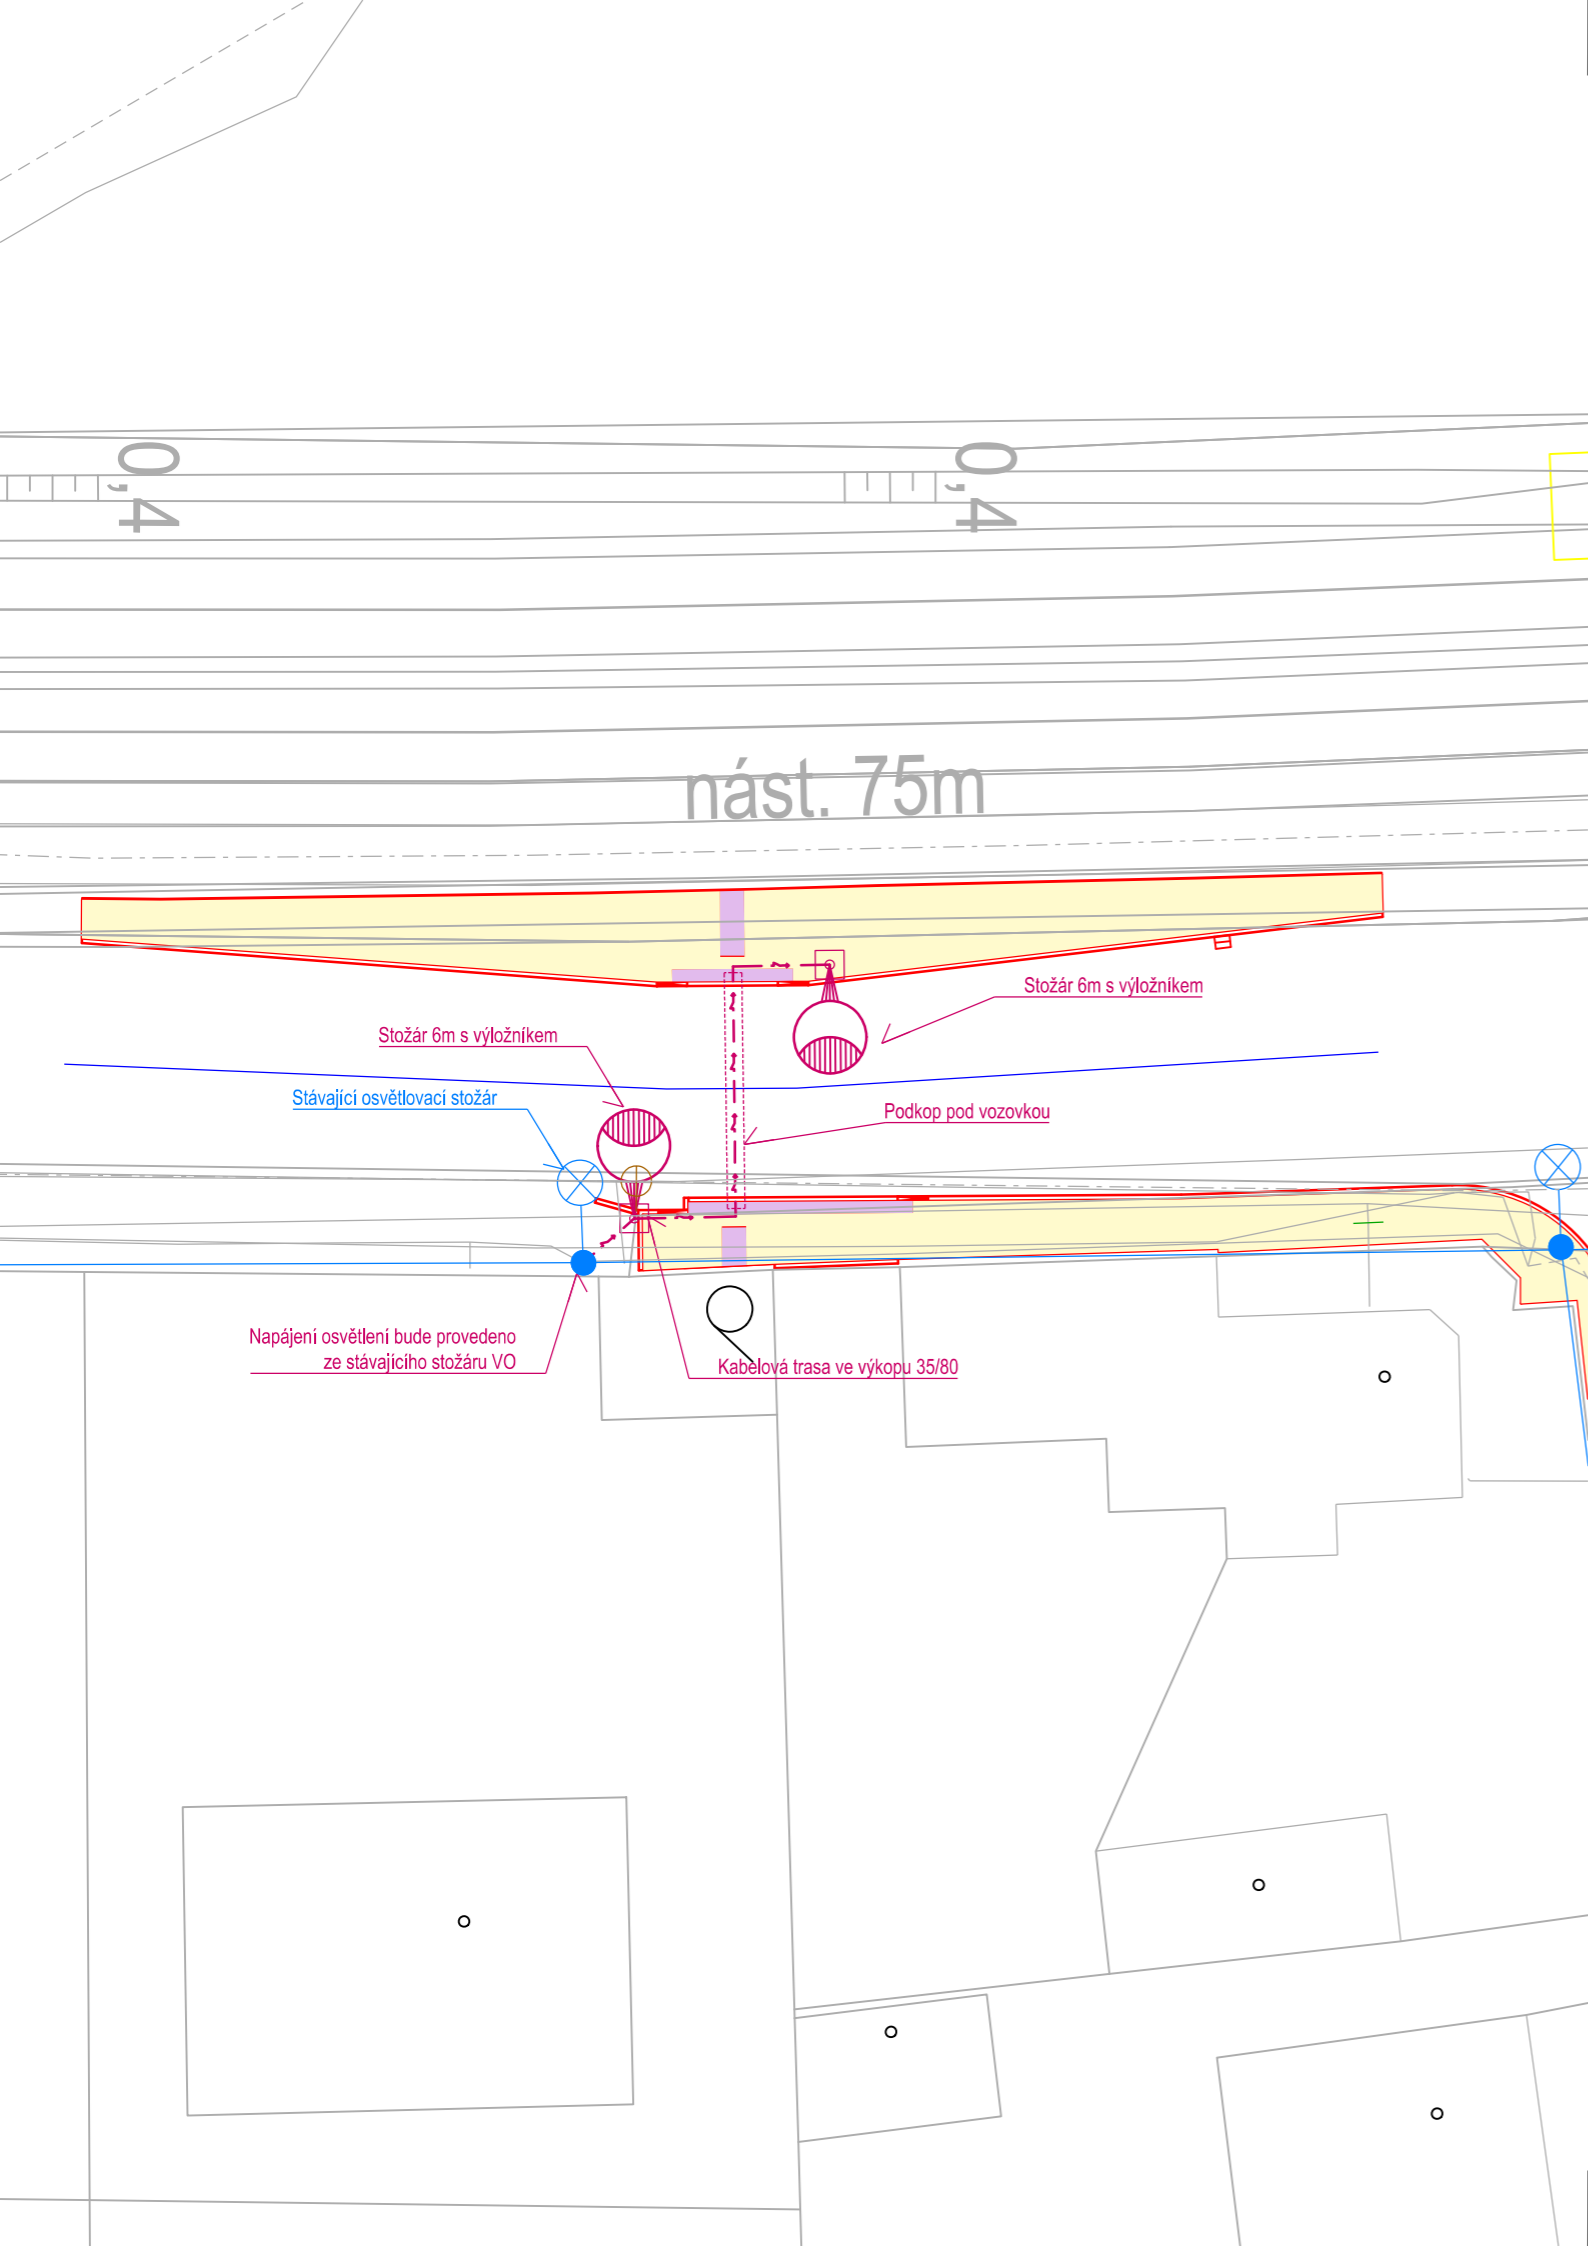 0,4
0,4
nást. 75m
Stožár 6m s výložníkem
Stožár 6m s výložníkem
Stávající osvětlovací stožár
Podkop pod vozovkou
Napájení osvětlení bude provedeno
ze stávajícího stožáru VO
Kabelová trasa ve výkopu 35/80